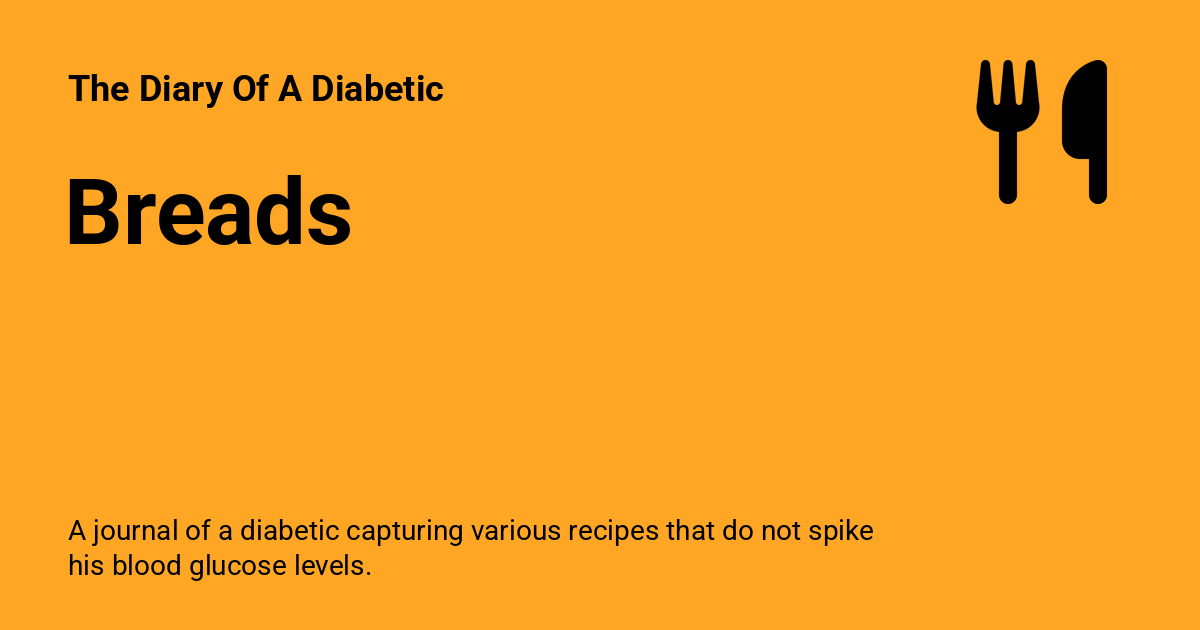 The Diary Of A Diabetic
Breads
A journal of a diabetic capturing various recipes that do not spike
his blood glucose levels.